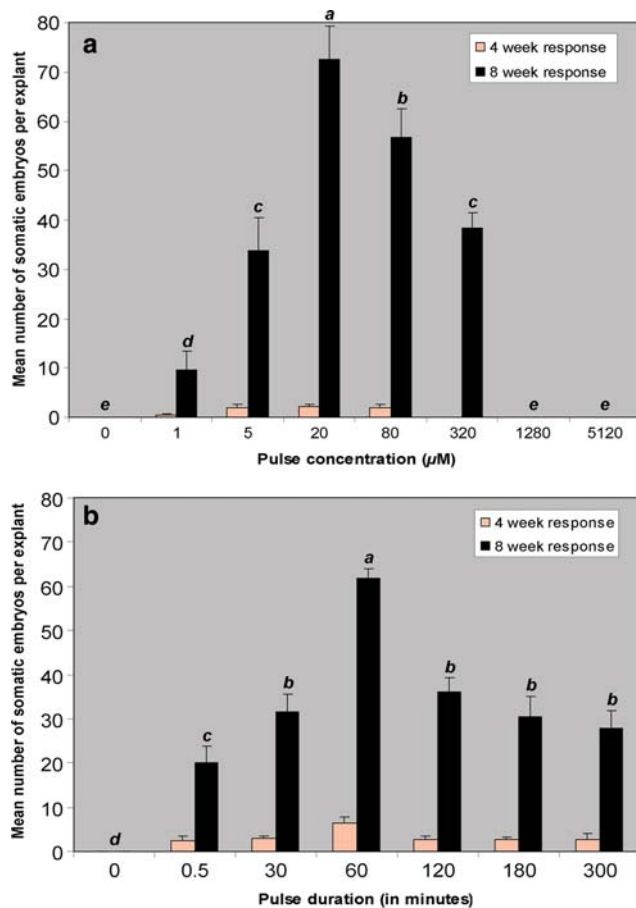 a
80
70
60
50
40
30
20
10
0
Mean number of somatic embryos per explant
4 week response
8 week response
e
d
c
a
b
c
e
e
0 1 5 20 80 320 1280 5120
Pulse concentration (µM)
b
80
70
60
50
40
30
20
10
0
Mean number of somatic embryos per explant
4 week response
8 week response
d
c
b
a
b
b
b
0 0.5 30 60 120 180 300
Pulse duration (in minutes)